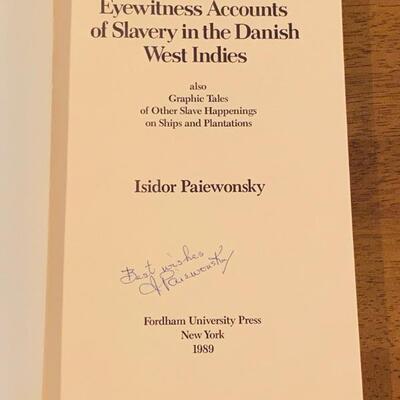 Eyewitness Accounts
of Slavery in the Danish
West Indies
also
Graphic Tales
of Other Slave Happenings
on Ships and Plantations
Isidor Paiewonsky
Best wishes
I Paiewonsky
Fordham University Press
New York
1989